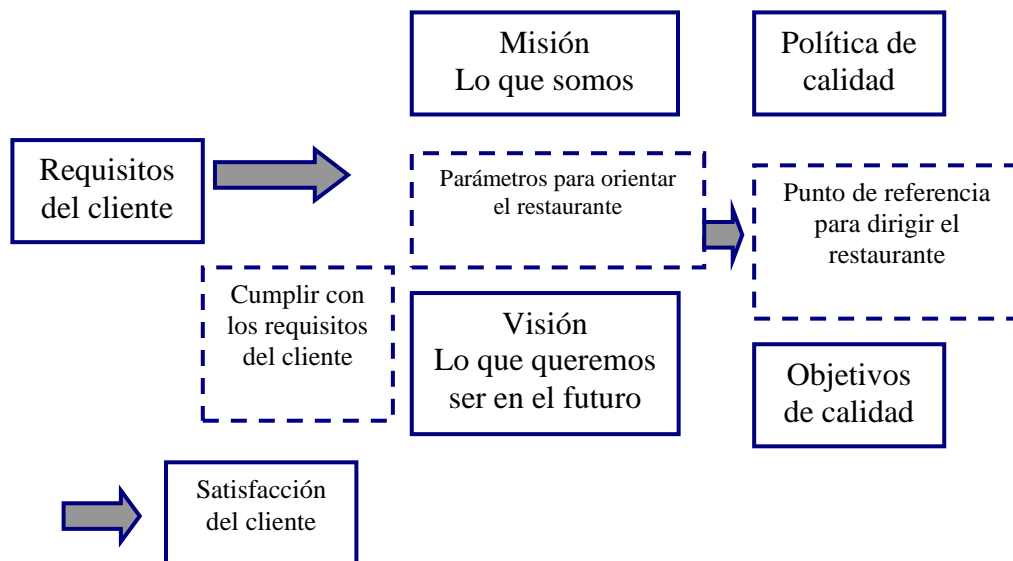 Misión
Lo que somos
Política de
calidad
Requisitos
del cliente
Parámetros para orientar
el restaurante
Punto de referencia
para dirigir el
restaurante
Cumplir con
los requisitos
del cliente
Visión
Lo que queremos
ser en el futuro
Objetivos
de calidad
Satisfacción
del cliente